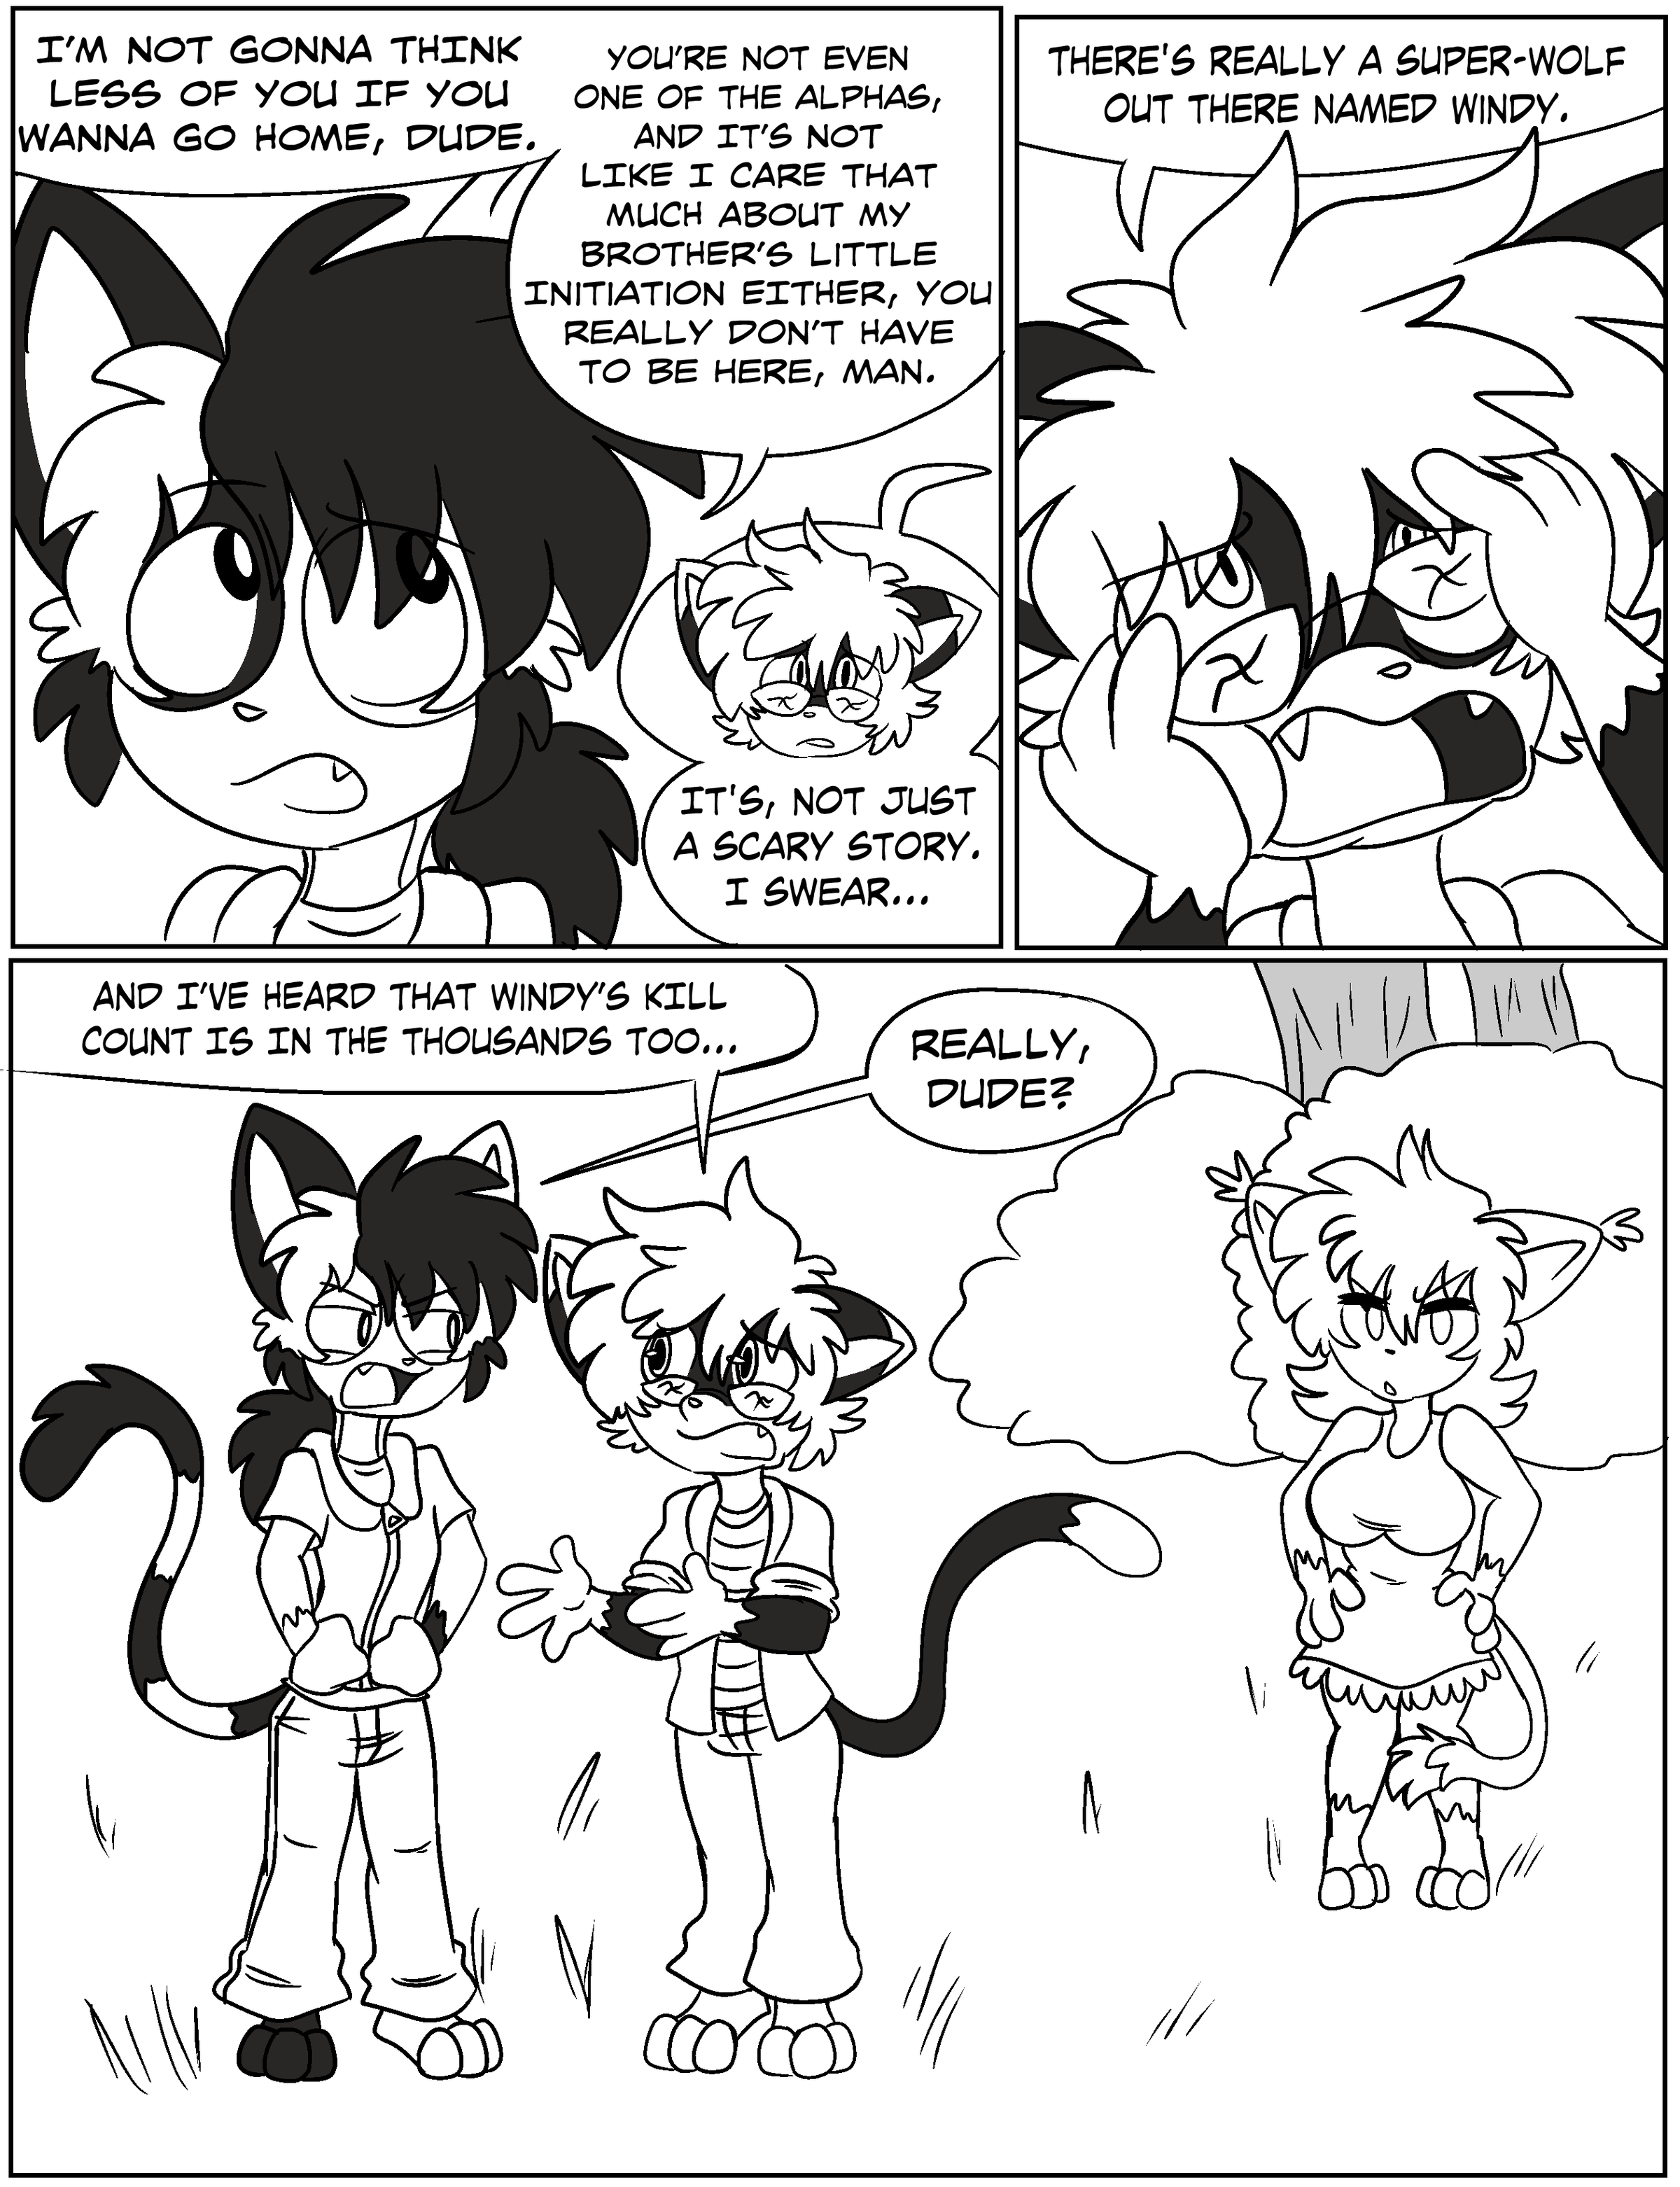 I'M NOT GONNA THINK
LESS OF YOU IF YOU
WANNA GO HOME, DUDE.
YOU'RE NOT EVEN
ONE OF THE ALPHAS,
AND IT'S NOT
LIKE I CARE THAT
MUCH ABOUT MY
BROTHER'S LITTLE
INITIATION EITHER, YOU
REALLY DON'T HAVE
TO BE HERE, MAN.
IT'S, NOT JUST
A SCARY STORY.
I SWEAR...
THERE'S REALLY A SUPER-WOLF
OUT THERE NAMED WINDY.
AND I'VE HEARD THAT WINDY'S KILL
COUNT IS IN THE THOUSANDS TOO...
REALLY,
DUDE?